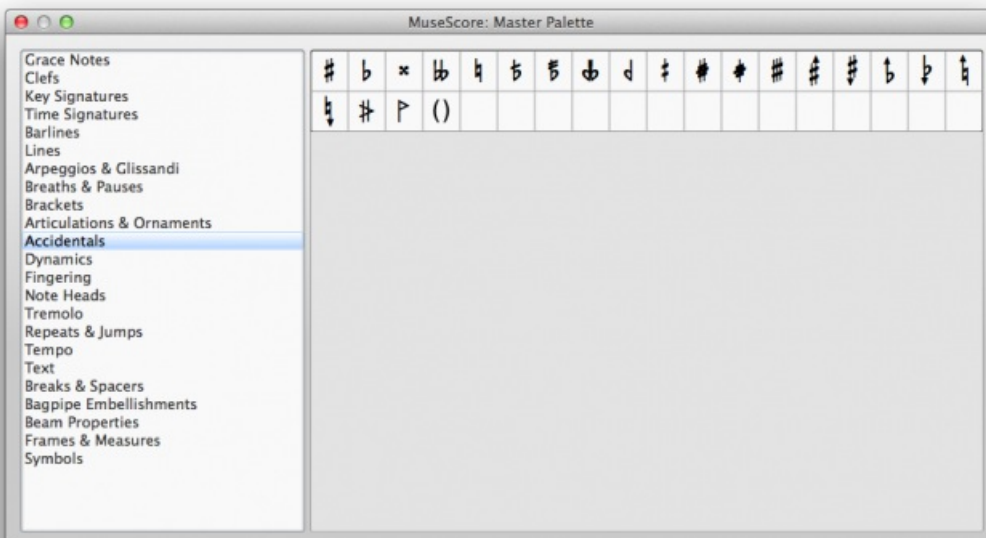 MuseScore: Master Palette
Grace Notes
Clefs
Key Signatures
Time Signatures
Barlines
Lines
Arpeggios & Glissandi
Breaths & Pauses
Brackets
Articulations & Ornaments
Accidentals
Dynamics
Fingering
Note Heads
Tremolo
Repeats & Jumps
Tempo
Text
Breaks & Spacers
Bagpipe Embellishments
Beam Properties
Frames & Measures
Symbols